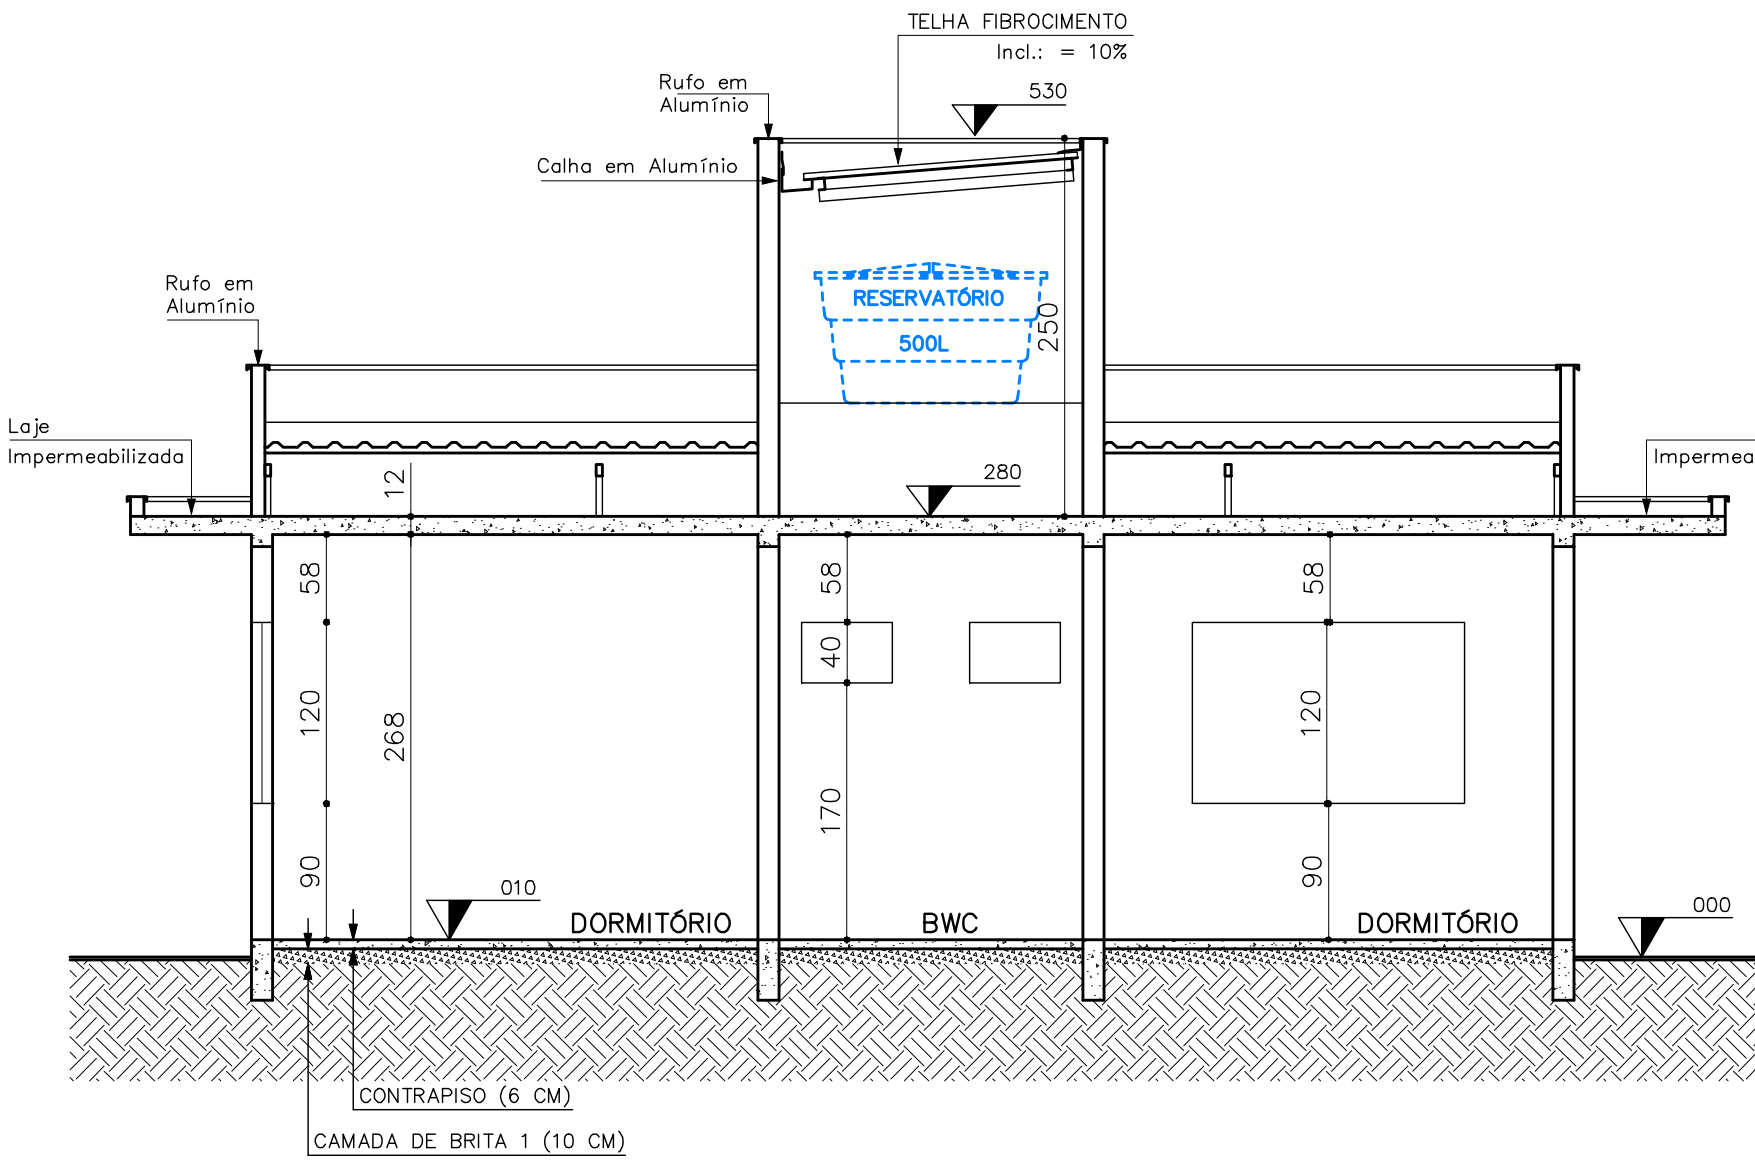 TELHA FIBROCIMENTO
Incl.: = 10%
Rufo em
Alumínio
530
Calha em Alumínio
Rufo em
Alumínio
RESERVATÓRIO
500L
250
Laje
Impermeabilizada
12
280
Impermea
58
58
58
120
40
120
268
170
90
90
010
DORMITÓRIO
BWC
DORMITÓRIO
000
CONTRAPISO (6 CM)
CAMADA DE BRITA 1 (10 CM)